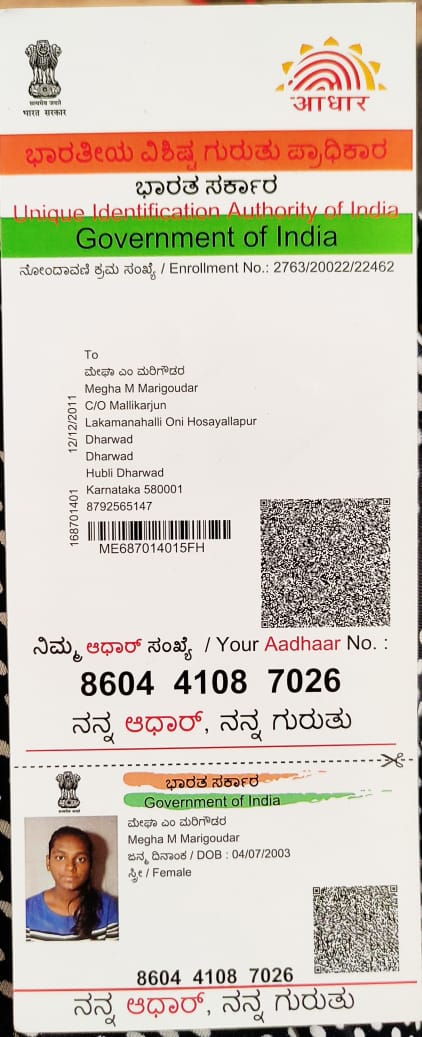 सत्यमेव जयते
भारत सरकार
आधार
ಭಾರತೀಯ ವಿಶಿಷ್ಟ ಗುರುತು ಪ್ರಾಧಿಕಾರ
ಭಾರತ ಸರ್ಕಾರ
Unique Identification Authority of India
Government of India
ನೋಂದಾವಣಿ ಕ್ರಮ ಸಂಖ್ಯೆ / Enrollment No.: 2763/20022/22462
To
ಮೇಘಾ ಎಂ ಮರಿಗೌಡರ
Megha M Marigoudar
C/O Mallikarjun
Lakamanahalli Oni Hosayallapur
Dharwad
Dharwad
Hubli Dharwad
Karnataka 580001
8792565147
12/12/2011
168701401
ME687014015FH
ನಿಮ್ಮ ಆಧಾರ್ ಸಂಖ್ಯೆ / Your Aadhaar No. :
8604 4108 7026
ನನ್ನ ಆಧಾರ್, ನನ್ನ ಗುರುತು
ಭಾರತ ಸರ್ಕಾರ
Government of India
ಮೇಘಾ ಎಂ ಮರಿಗೌಡರ
Megha M Marigoudar
ಜನ್ಮ ದಿನಾಂಕ / DOB : 04/07/2003
ಸ್ತ್ರೀ / Female
8604 4108 7026
ನನ್ನ ಆಧಾರ್, ನನ್ನ ಗುರುತು